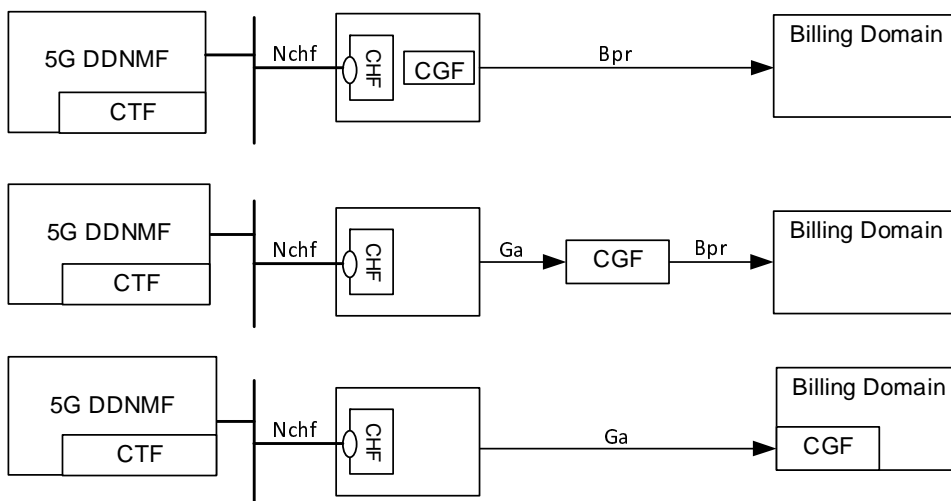 5G DDNMF
CTF
Nchf
CHF
CGF
Bpr
Billing Domain
5G DDNMF
CTF
Nchf
CHF
Ga
CGF
Bpr
Billing Domain
5G DDNMF
CTF
Nchf
CHF
Ga
Billing Domain
CGF